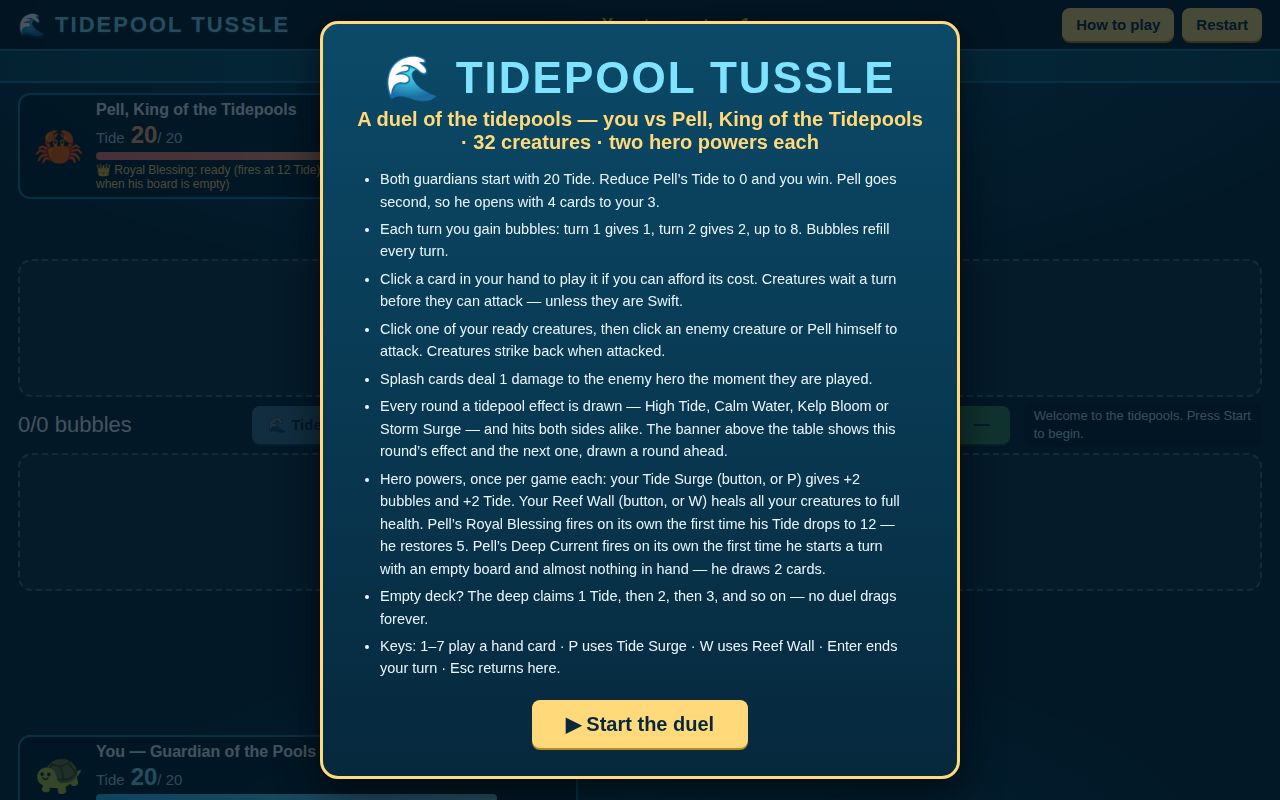 TIDEPOOL TUSSLE
How to play
Restart
Pell, King of the Tidepools
Tide 20/ 20
Royal Blessing: ready (fires at 12 Tide)
when his board is empty)
0/0 bubbles
Welcome to the tidepools. Press Start
to begin.
You — Guardian of the Pools
Tide 20/ 20
TIDEPOOL TUSSLE
A duel of the tidepools — you vs Pell, King of the Tidepools
· 32 creatures · two hero powers each
• Both guardians start with 20 Tide. Reduce Pell's Tide to 0 and you win. Pell goes
second, so he opens with 4 cards to your 3.
• Each turn you gain bubbles: turn 1 gives 1, turn 2 gives 2, up to 8. Bubbles refill
every turn.
• Click a card in your hand to play it if you can afford its cost. Creatures wait a turn
before they can attack — unless they are Swift.
• Click one of your ready creatures, then click an enemy creature or Pell himself to
attack. Creatures strike back when attacked.
• Splash cards deal 1 damage to the enemy hero the moment they are played.
• Every round a tidepool effect is drawn — High Tide, Calm Water, Kelp Bloom or
Storm Surge — and hits both sides alike. The banner above the table shows this
round's effect and the next one, drawn a round ahead.
• Hero powers, once per game each: your Tide Surge (button, or P) gives +2
bubbles and +2 Tide. Your Reef Wall (button, or W) heals all your creatures to full
health. Pell's Royal Blessing fires on its own the first time his Tide drops to 12 —
he restores 5. Pell's Deep Current fires on its own the first time he starts a turn
with an empty board and almost nothing in hand — he draws 2 cards.
• Empty deck? The deep claims 1 Tide, then 2, then 3, and so on — no duel drags
forever.
• Keys: 1–7 play a hand card · P uses Tide Surge · W uses Reef Wall · Enter ends
your turn · Esc returns here.
▶ Start the duel